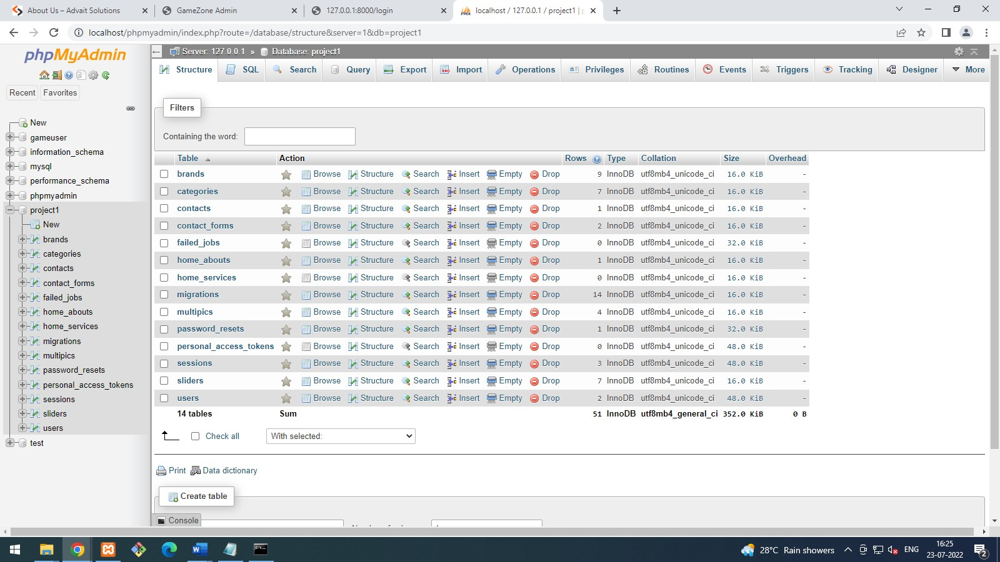 About Us – Advait Solutions
GameZone Admin
127.0.0.1:8000/login
localhost / 127.0.0.1 / project1 |
localhost/phpmyadmin/index.php?route=/database/structure&server=1&db=project1
phpMyAdmin
Recent Favorites
New
gameuser
information_schema
mysql
performance_schema
phpmyadmin
project1
New
brands
categories
contacts
contact_forms
failed_jobs
home_abouts
home_services
migrations
multipics
password_resets
personal_access_tokens
sessions
sliders
users
test
Server: 127.0.0.1 » Database: project1
Structure SQL Search Query Export Import Operations Privileges Routines Events Triggers Tracking Designer More
Filters
Containing the word:
Table Action Rows Type Collation Size Overhead
brands Browse Structure Search Insert Empty Drop 9 InnoDB utf8mb4_unicode_ci 16.0 KiB -
categories Browse Structure Search Insert Empty Drop 7 InnoDB utf8mb4_unicode_ci 16.0 KiB -
contacts Browse Structure Search Insert Empty Drop 1 InnoDB utf8mb4_unicode_ci 16.0 KiB -
contact_forms Browse Structure Search Insert Empty Drop 2 InnoDB utf8mb4_unicode_ci 16.0 KiB -
failed_jobs Browse Structure Search Insert Empty Drop 0 InnoDB utf8mb4_unicode_ci 32.0 KiB -
home_abouts Browse Structure Search Insert Empty Drop 1 InnoDB utf8mb4_unicode_ci 16.0 KiB -
home_services Browse Structure Search Insert Empty Drop 0 InnoDB utf8mb4_unicode_ci 16.0 KiB -
migrations Browse Structure Search Insert Empty Drop 14 InnoDB utf8mb4_unicode_ci 16.0 KiB -
multipics Browse Structure Search Insert Empty Drop 4 InnoDB utf8mb4_unicode_ci 16.0 KiB -
password_resets Browse Structure Search Insert Empty Drop 1 InnoDB utf8mb4_unicode_ci 32.0 KiB -
personal_access_tokens Browse Structure Search Insert Empty Drop 0 InnoDB utf8mb4_unicode_ci 48.0 KiB -
sessions Browse Structure Search Insert Empty Drop 3 InnoDB utf8mb4_unicode_ci 48.0 KiB -
sliders Browse Structure Search Insert Empty Drop 7 InnoDB utf8mb4_unicode_ci 16.0 KiB -
users Browse Structure Search Insert Empty Drop 2 InnoDB utf8mb4_unicode_ci 48.0 KiB -
14 tables Sum 51 InnoDB utf8mb4_general_ci 352.0 KiB 0 B
Check all With selected:
Print Data dictionary
Create table
Console
28°C Rain showers ENG 16:25
23-07-2022
2